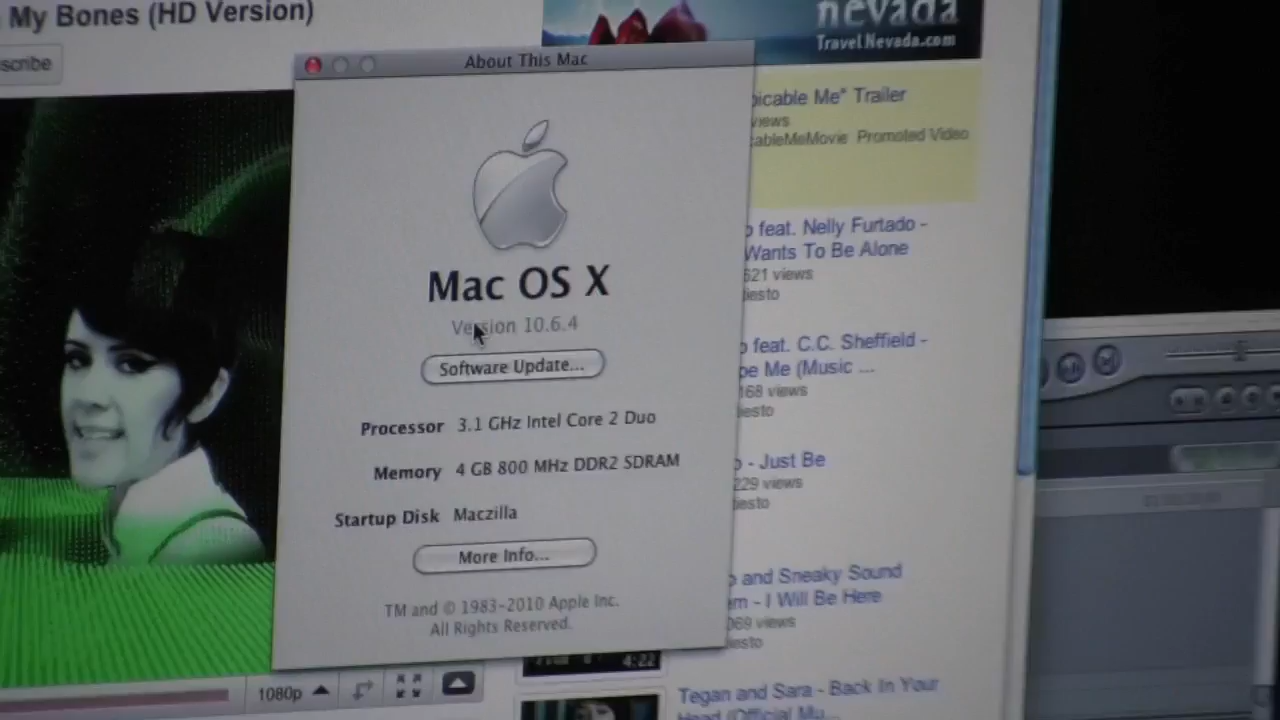 My Bones (HD Version)
scribe
nevada
TravelNevada.com
About This Mac
picable Me" Trailer
views
cableMeMovie Promoted Video
Mac OS X
Version 10.6.4
Software Update...
Processor 3.1 GHz Intel Core 2 Duo
Memory 4 GB 800 MHz DDR2 SDRAM
Startup Disk Maczilla
More Info...
TM and © 1983-2010 Apple Inc.
All Rights Reserved.
o feat. Nelly Furtado -
Wants To Be Alone
621 views
iesto
o feat. C.C. Sheffield -
pe Me (Music ...
168 views
iesto
o - Just Be
229 views
iesto
o and Sneaky Sound
em - I Will Be Here
069 views
iesto
4:22
1080p
Tegan and Sara - Back In Your
Head (Official Mu...